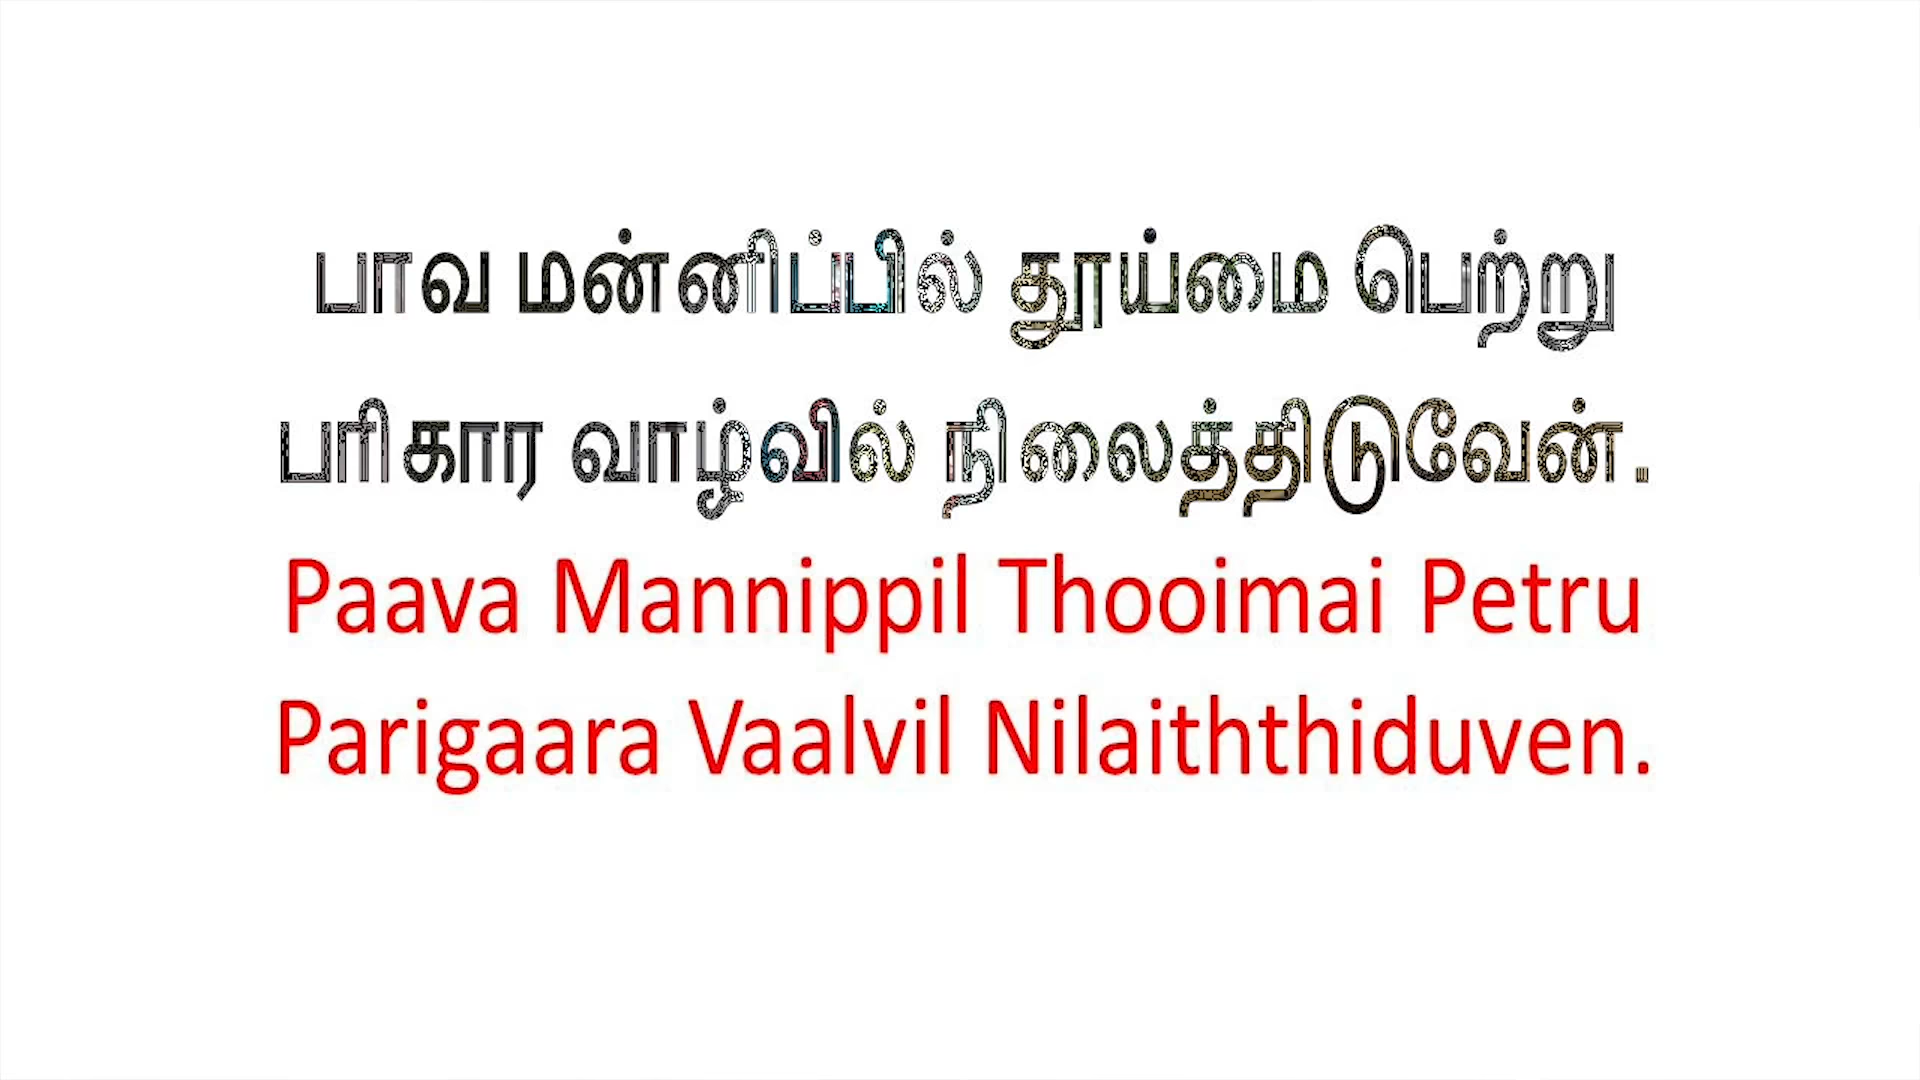 பாவ மன்னிப்பில் தூய்மை பெற்று
பரிகார வாழ்வில் நிலைத்திடுவேன்.
Paava Mannippil Thooimai Petru
Parigaara Vaalvil Nilaiththiduven.